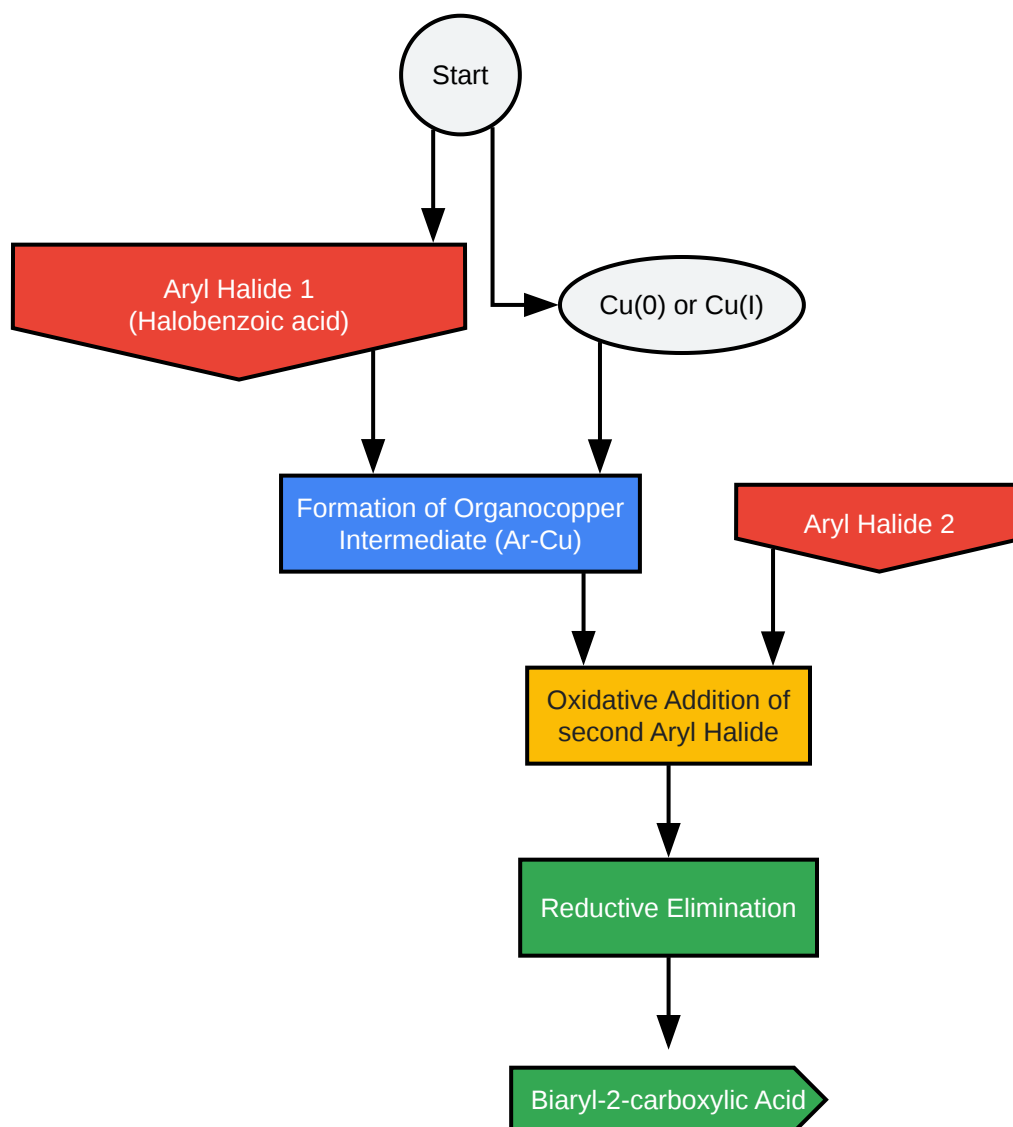 Start
Aryl Halide 1
(Halobenzoic acid)
Cu(0) or Cu(I)
Formation of Organocopper
Intermediate (Ar-Cu)
Aryl Halide 2
Oxidative Addition of
second Aryl Halide
Reductive Elimination
Biaryl-2-carboxylic Acid